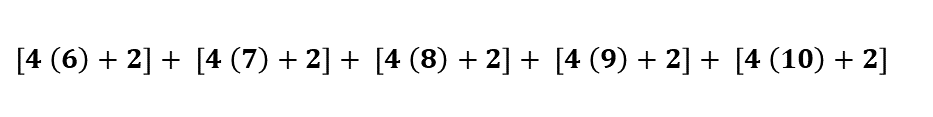 [4 (6) + 2] + [4 (7) + 2] + [4 (8) + 2] + [4 (9) + 2] + [4 (10) + 2]